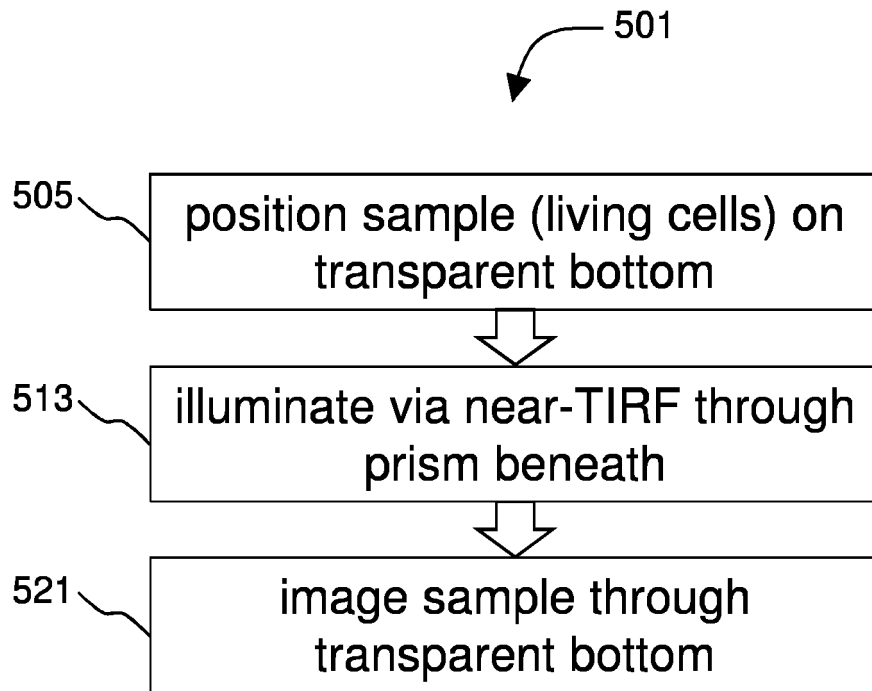 501
505
position sample (living cells) on
transparent bottom
513
illuminate via near-TIRF through
prism beneath
521
image sample through
transparent bottom